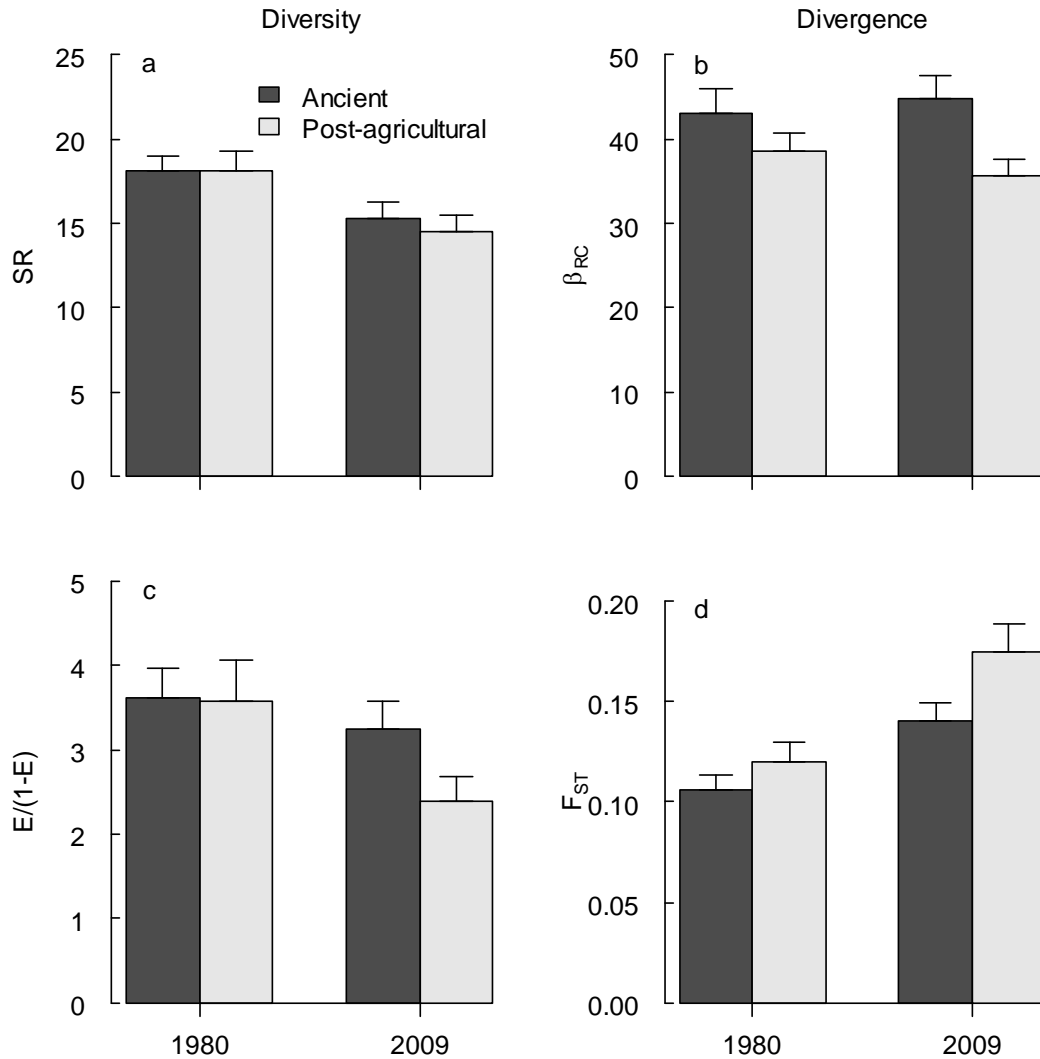 Diversity
Divergence
a
Ancient
Post-agricultural
SR
25
20
15
10
5
0
b
βRC
50
40
30
20
10
0
c
E/(1-E)
5
4
3
2
1
0
1980
2009
d
FST
0.20
0.15
0.10
0.05
0.00
1980
2009